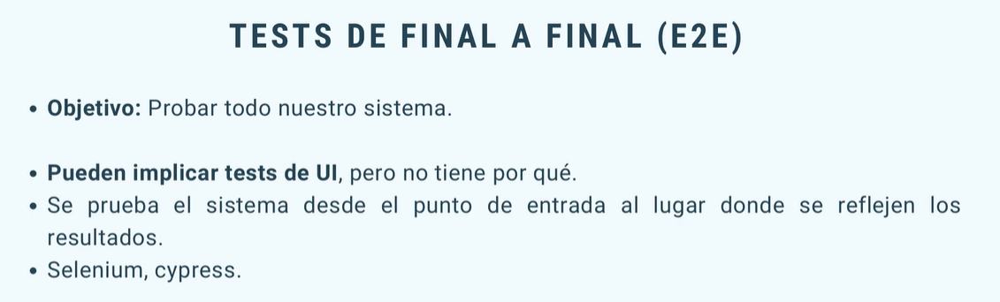 TESTS DE FINAL A FINAL (E2E)
• Objetivo: Probar todo nuestro sistema.
• Pueden implicar tests de UI, pero no tiene por qué.
• Se prueba el sistema desde el punto de entrada al lugar donde se reflejen los
resultados.
• Selenium, cypress.